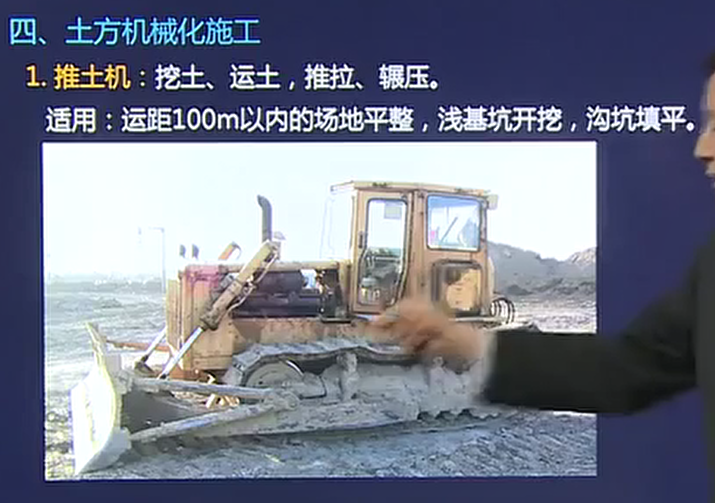 四、土方机械化施工
1. 推土机：挖土、运土，推拉、辗压。
适用：运距100m以内的场地平整，浅基坑开挖，沟坑填平。